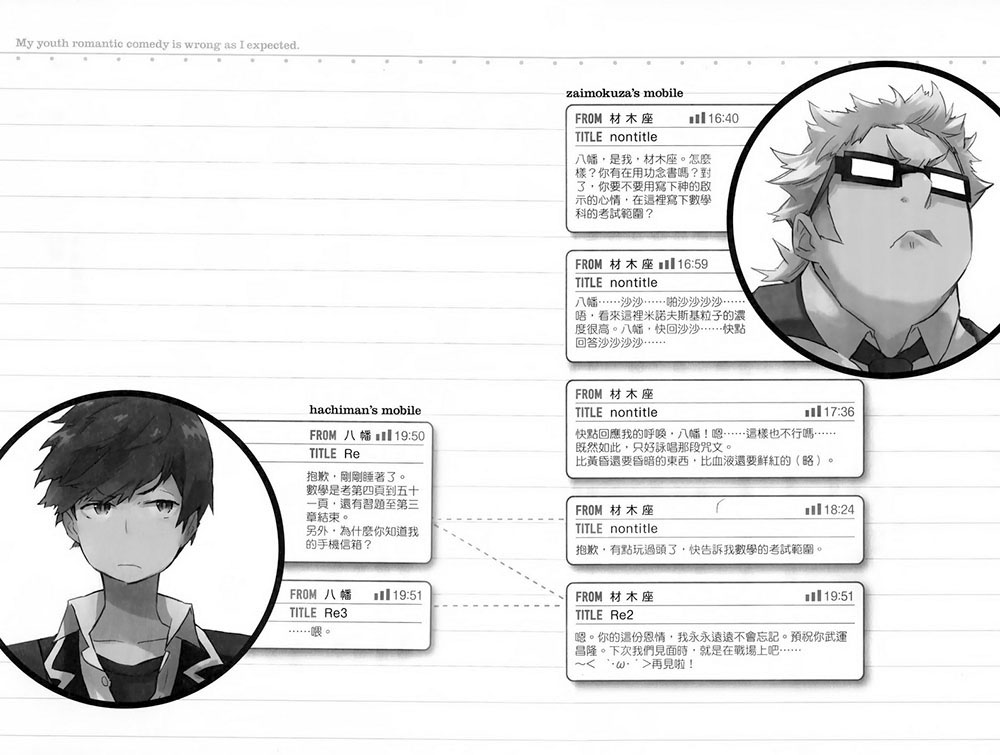 My youth romantic comedy is wrong as I expected.
zaimokuza's mobile
FROM 材木座 16:40
TITLE nontitle
八幡，是我，材木座。怎麼
樣？你有在用功念書嗎？對
了，你要不要用寫下神的啟
示的心情，在這裡寫下數學
科的考試範圍？
FROM 材木座 16:59
TITLE nontitle
八幡……沙沙……啪沙沙沙沙……
唔，看來這裡米諾夫斯基粒子的濃
度很高。八幡，快回沙沙……快點
回答沙沙沙沙……
FROM 材木座
TITLE nontitle 17:36
快點回應我的呼喚，八幡！嗯……這樣也不行嗎……
既然如此，只好詠唱那段咒文。
比黃昏還要昏暗的東西，比血液還要鮮紅的（略）。
FROM 材木座 18:24
TITLE nontitle
抱歉，有點玩過頭了，快告訴我數學的考試範圍。
hachiman's mobile
FROM 八幡 19:50
TITLE Re
抱歉，剛剛睡著了。
數學是考第四頁到五十
一頁，還有習題至第三
章結束。
另外，為什麼你知道我
的手機信箱？
FROM 材木座 19:51
TITLE Re2
嗯。你的這份恩情，我永永遠遠不會忘記。預祝你武運
昌隆。下次我們見面時，就是在戰場上吧……
～<　`･ω･´>再見啦！
FROM 八幡 19:51
TITLE Re3
……喂。